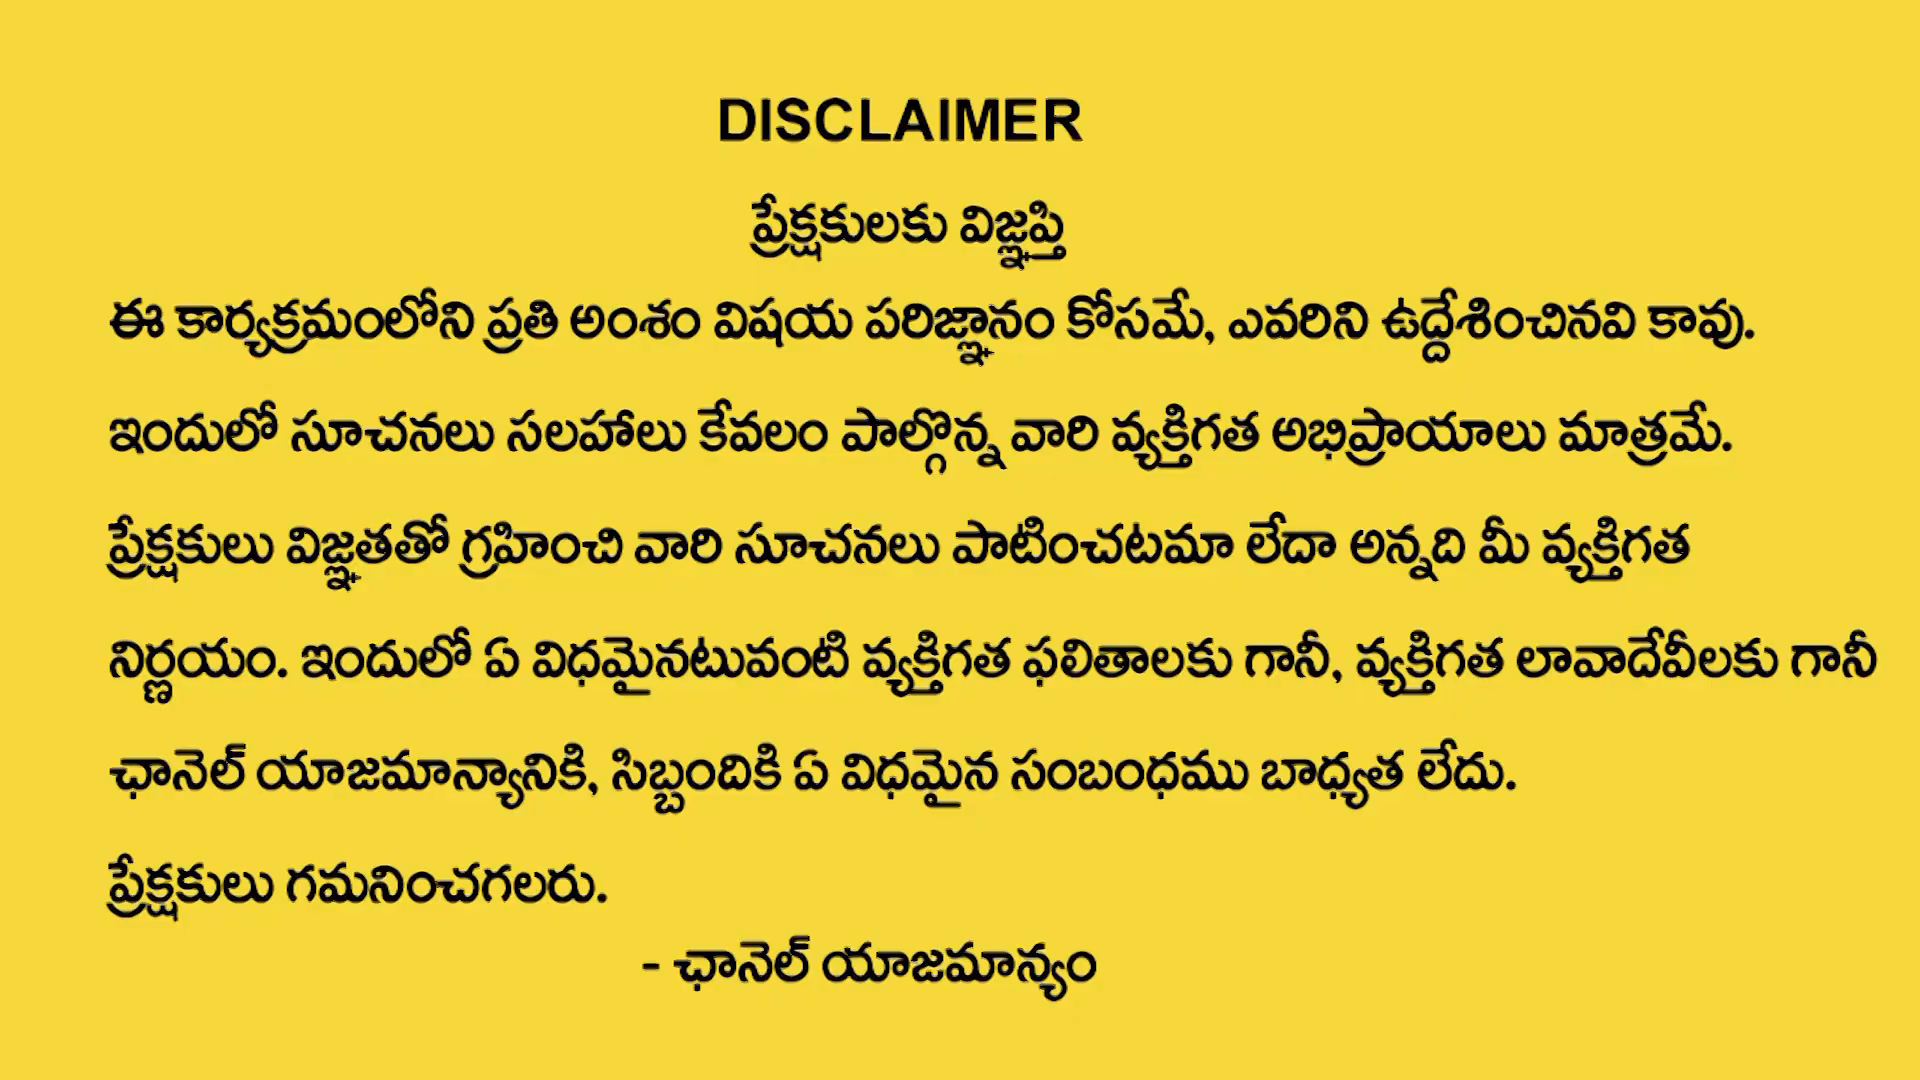 DISCLAIMER
ప్రేక్షకులకు విజ్ఞప్తి
ఈ కార్యక్రమంలోని ప్రతి అంశం విషయ పరిజ్ఞానం కోసమే, ఎవరిని ఉద్దేశించినవి కావు.
ఇందులో సూచనలు సలహాలు కేవలం పాల్గొన్న వారి వ్యక్తిగత అభిప్రాయాలు మాత్రమే.
ప్రేక్షకులు విజ్ఞతతో గ్రహించి వారి సూచనలు పాటించటమా లేదా అన్నది మీ వ్యక్తిగత
నిర్ణయం. ఇందులో ఏ విధమైనటువంటి వ్యక్తిగత ఫలితాలకు గానీ, వ్యక్తిగత లావాదేవీలకు గానీ
ఛానెల్ యాజమాన్యానికి, సిబ్బందికి ఏ విధమైన సంబంధము బాధ్యత లేదు.
ప్రేక్షకులు గమనించగలరు.
- ఛానెల్ యాజమాన్యం